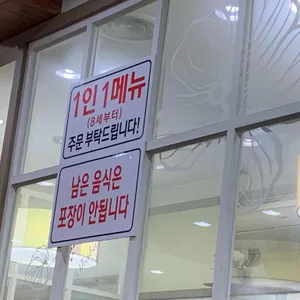 1인 1메뉴
(8세부터)
주문 부탁드립니다!
남은 음식은
포장이 안됩니다